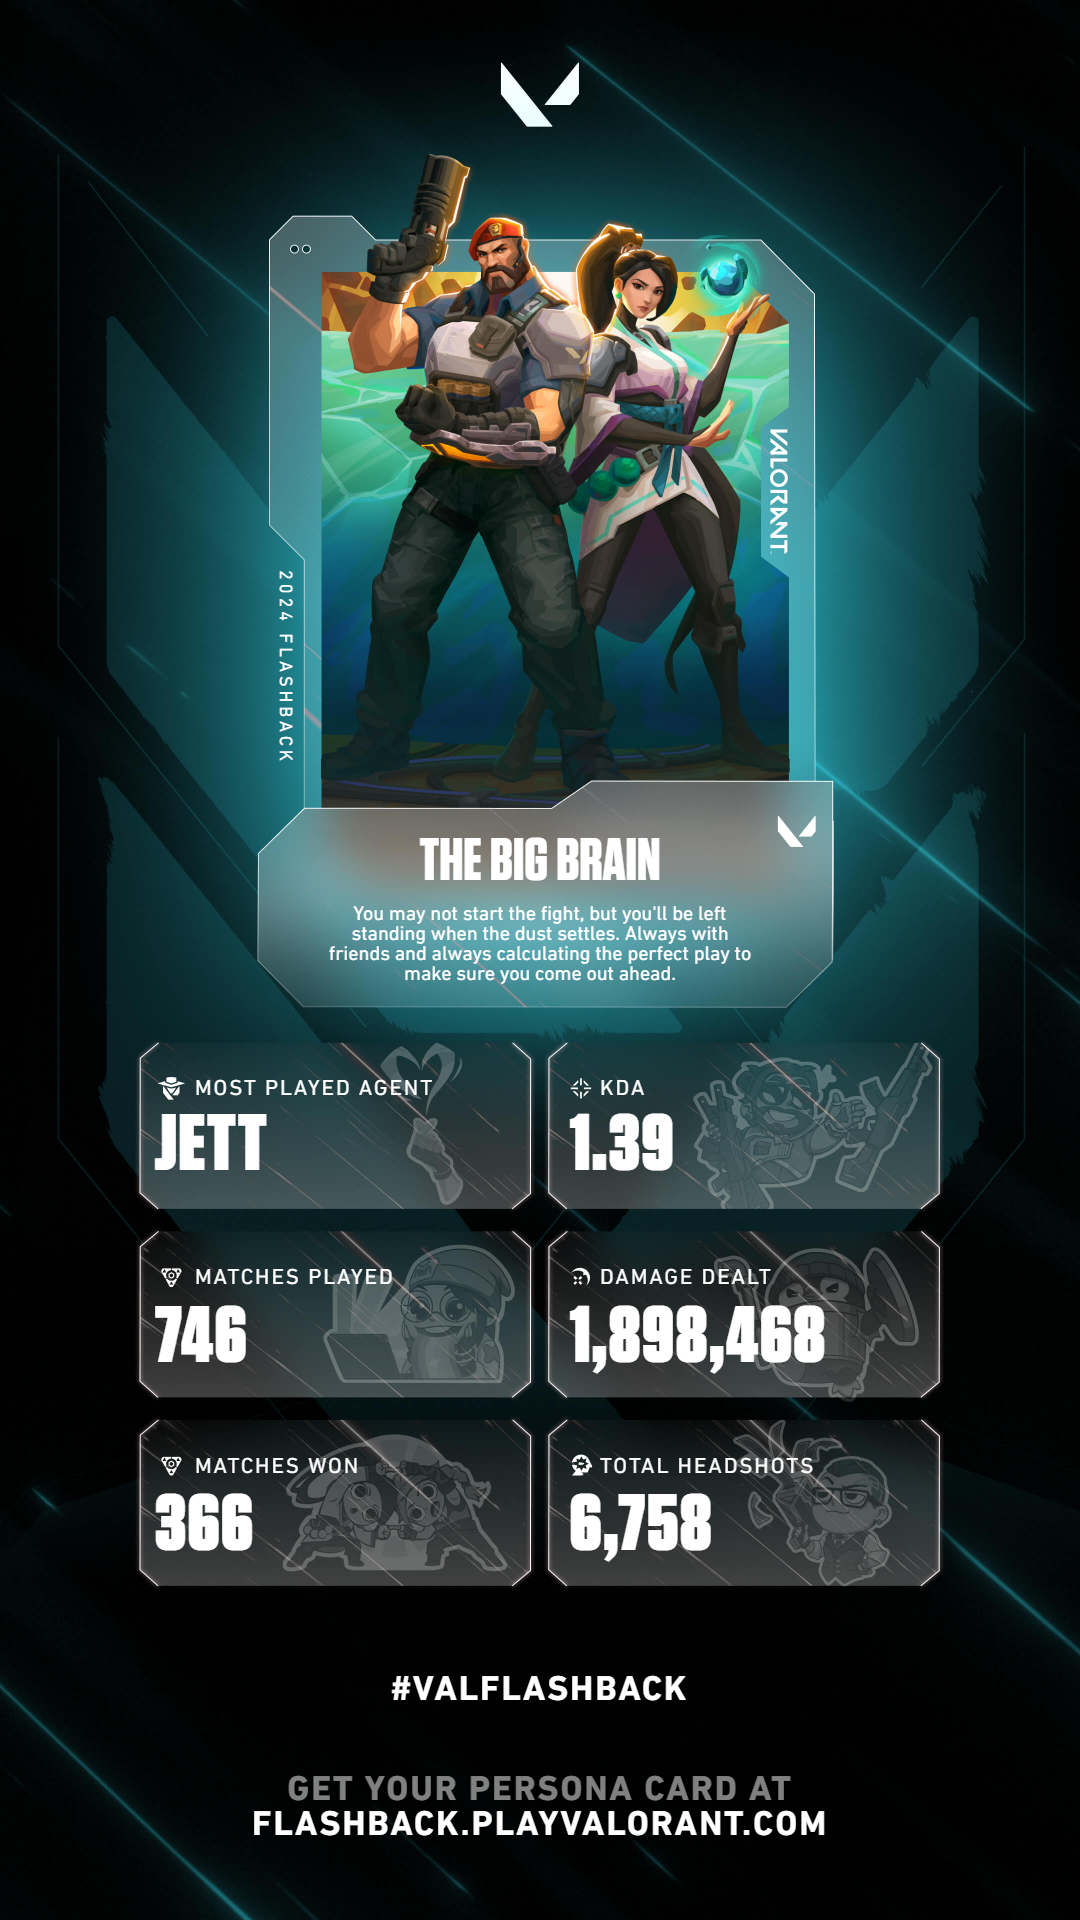 VALORANT
2024 FLASHBACK
THE BIG BRAIN
You may not start the fight, but you'll be left
standing when the dust settles. Always with
friends and always calculating the perfect play to
make sure you come out ahead.
MOST PLAYED AGENT
JETT
KDA
1.39
MATCHES PLAYED
746
DAMAGE DEALT
1,898,468
MATCHES WON
366
TOTAL HEADSHOTS
6,758
#VALFLASHBACK
GET YOUR PERSONA CARD AT
FLASHBACK.PLAYVALORANT.COM